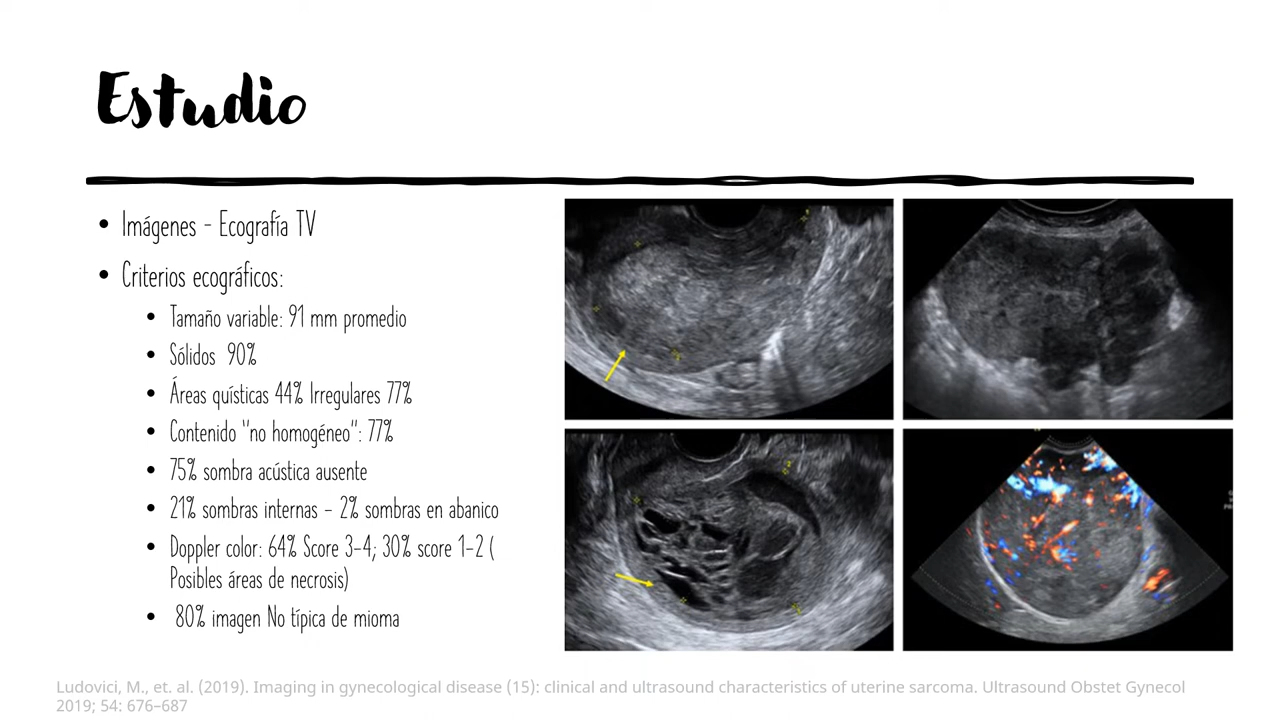 Estudio
• Imágenes - Ecografía TV
• Criterios ecográficos:
• Tamaño variable: 91 mm promedio
• Sólidos 90%
• Áreas quísticas 44% Irregulares 77%
• Contenido "no homogéneo": 77%
• 75% sombra acústica ausente
• 21% sombras internas – 2% sombras en abanico
• Doppler color: 64% Score 3-4; 30% score 1-2 (
Posibles áreas de necrosis)
• 80% imagen No típica de mioma
Ludovici, M., et. al. (2019). Imaging in gynecological disease (15): clinical and ultrasound characteristics of uterine sarcoma. Ultrasound Obstet Gynecol
2019; 54: 676–687